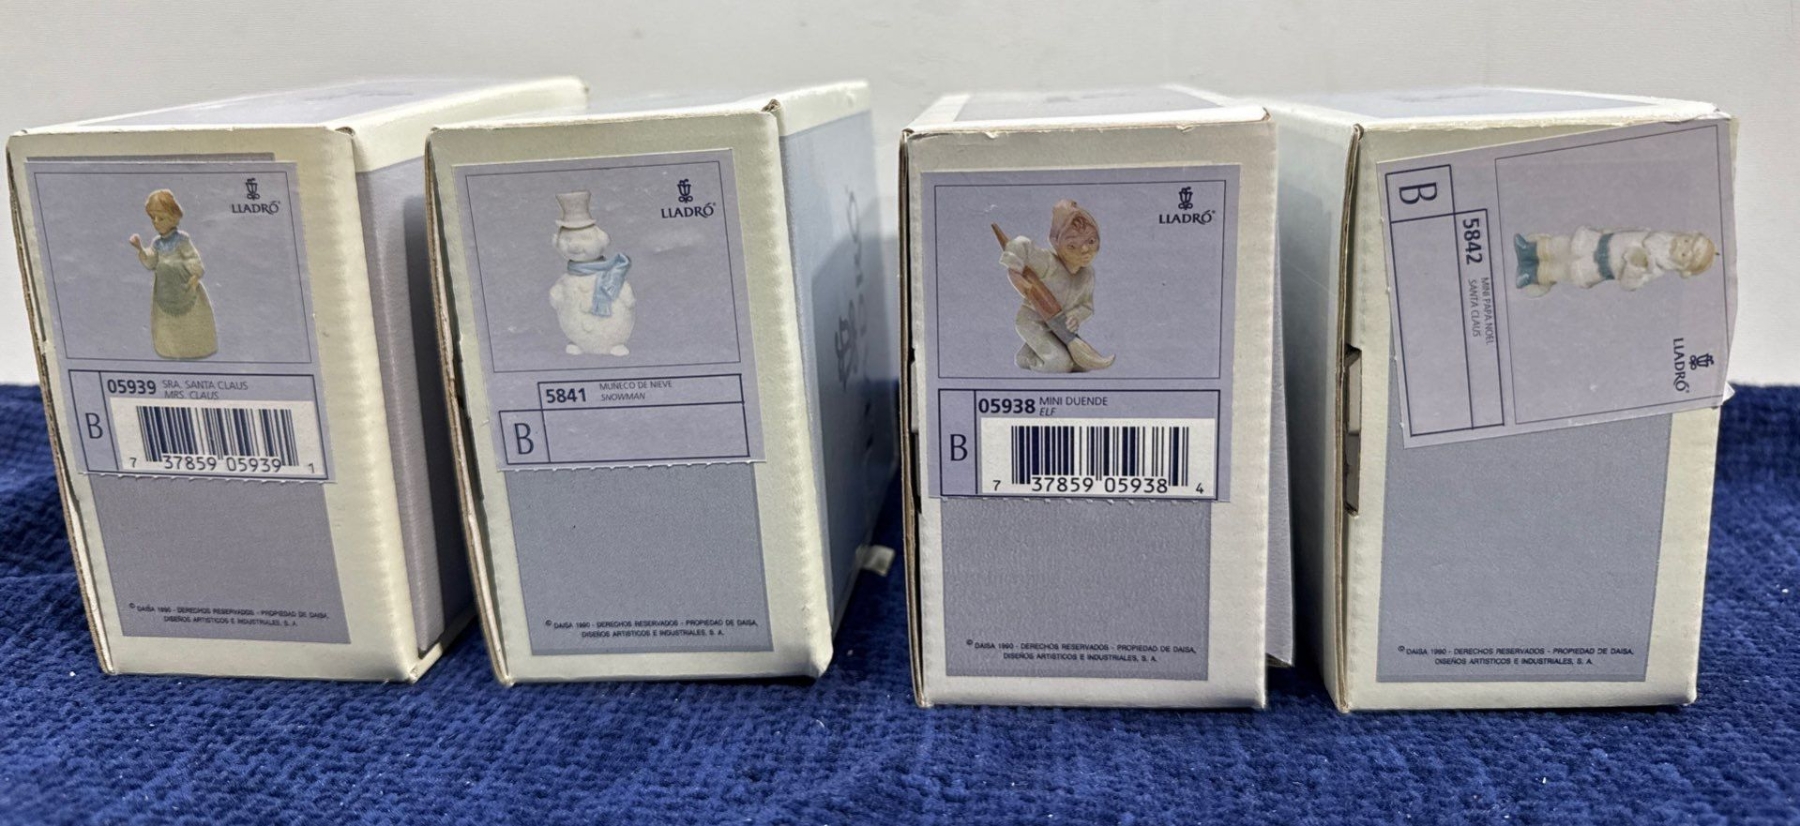 LLADRÓ
B
05939 SRA. SANTA CLAUS
MRS. CLAUS
7 37859 05939 1
© DAISA 1990 - DERECHOS RESERVADOS - PROPIEDAD DE DAISA,
DISEÑOS ARTISTICOS E INDUSTRIALES, S. A.
LLADRÓ
5841 MUÑECO DE NIEVE
SNOWMAN
B
© DAISA 1990 - DERECHOS RESERVADOS - PROPIEDAD DE DAISA,
DISEÑOS ARTISTICOS E INDUSTRIALES, S. A.
LLADRÓ
05938 MINI DUENDE
ELF
B
7 37859 05938 4
© DAISA 1990 - DERECHOS RESERVADOS - PROPIEDAD DE DAISA,
DISEÑOS ARTISTICOS E INDUSTRIALES, S. A.
B
5842 MINI PAPA NOEL
SANTA CLAUS
LLADRÓ
© DAISA 1990 - DERECHOS RESERVADOS - PROPIEDAD DE DAISA,
DISEÑOS ARTISTICOS E INDUSTRIALES, S. A.